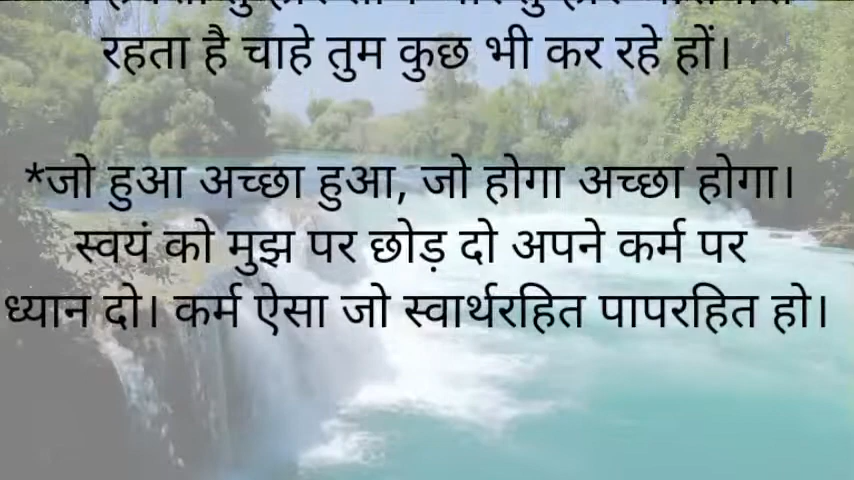 रहता है चाहे तुम कुछ भी कर रहे हों।
*जो हुआ अच्छा हुआ, जो होगा अच्छा होगा।
स्वयं को मुझ पर छोड़ दो अपने कर्म पर
ध्यान दो। कर्म ऐसा जो स्वार्थरहित पापरहित हो।